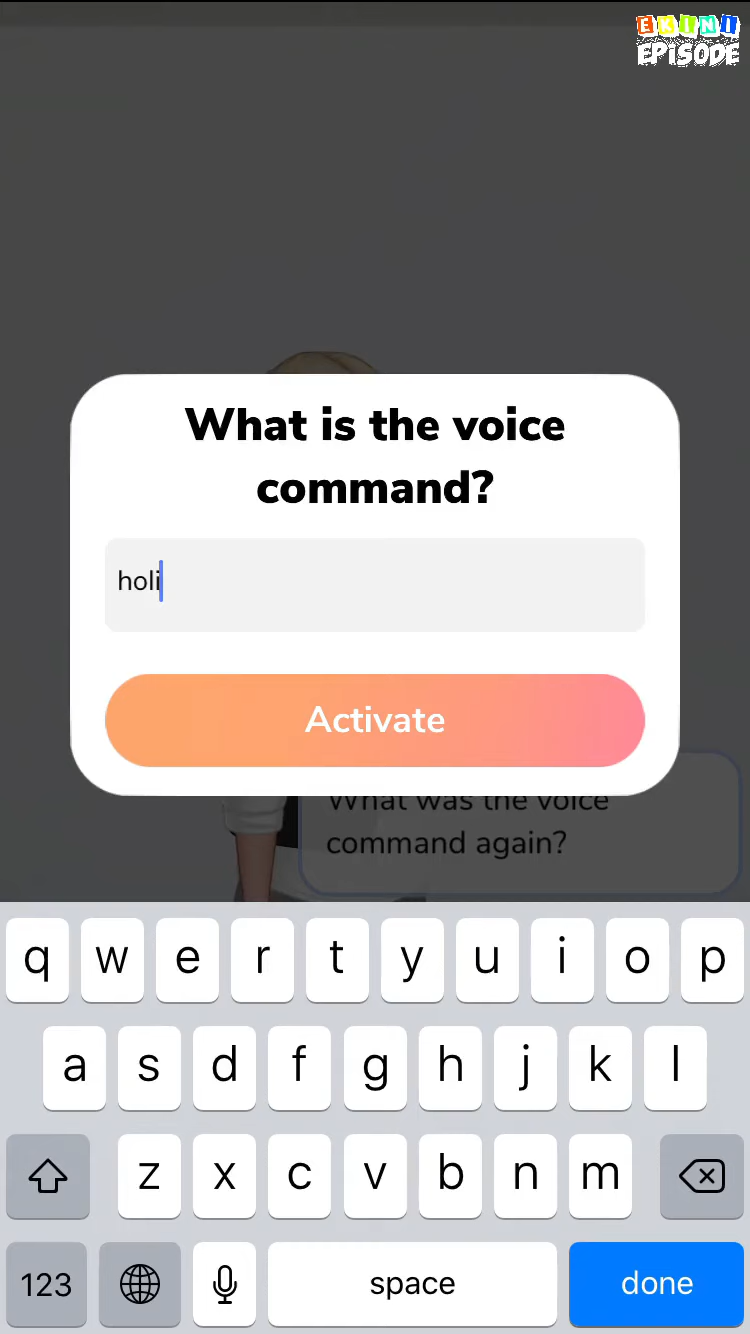 EKINI
EPISODE
What is the voice
command?
holi
Activate
What was the voice
command again?
q w e r t y u i o p
a s d f g h j k l
z x c v b n m
123 space done